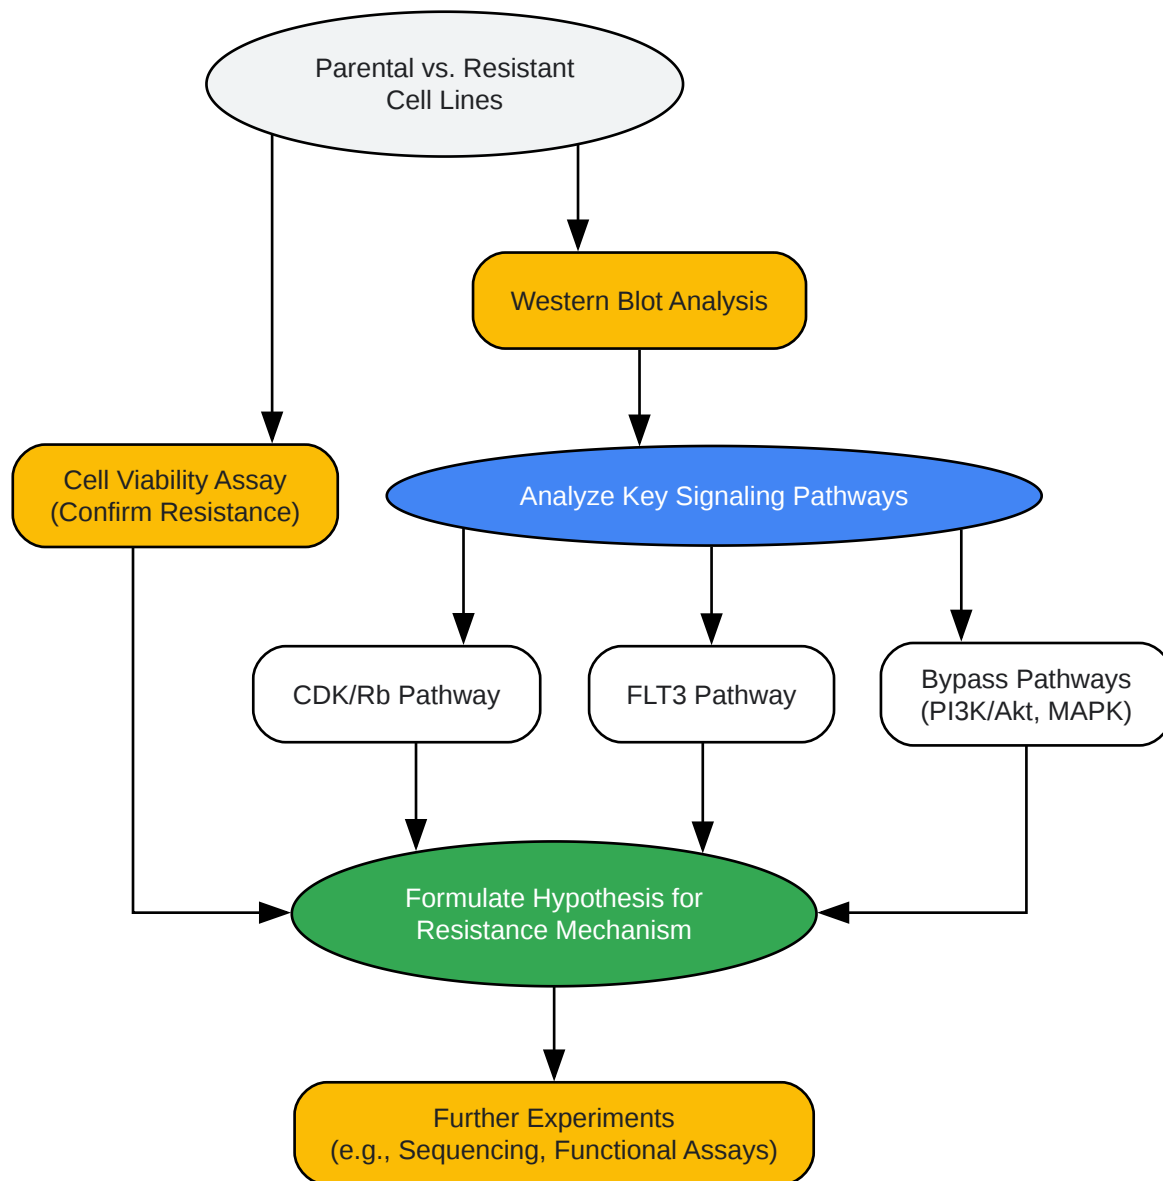 Parental vs. Resistant
Cell Lines
Western Blot Analysis
Cell Viability Assay
(Confirm Resistance)
Analyze Key Signaling Pathways
CDK/Rb Pathway
FLT3 Pathway
Bypass Pathways
(PI3K/Akt, MAPK)
Formulate Hypothesis for
Resistance Mechanism
Further Experiments
(e.g., Sequencing, Functional Assays)